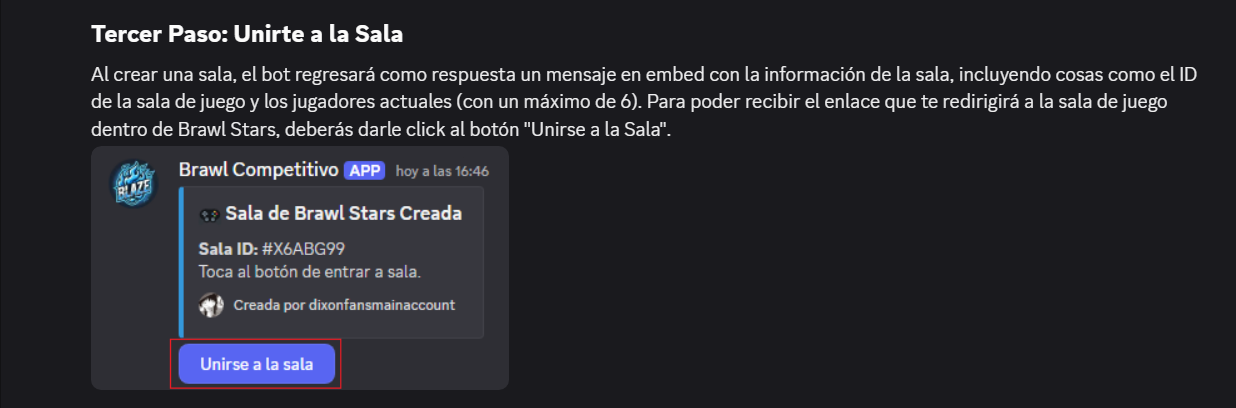 Tercer Paso: Unirte a la Sala
Al crear una sala, el bot regresará como respuesta un mensaje en embed con la información de la sala, incluyendo cosas como el ID
de la sala de juego y los jugadores actuales (con un máximo de 6). Para poder recibir el enlace que te redirigirá a la sala de juego
dentro de Brawl Stars, deberás darle click al botón "Unirse a la Sala".
BLAZE
Brawl Competitivo APP hoy a las 16:46
Sala de Brawl Stars Creada
Sala ID: #X6ABG99
Toca al botón de entrar a sala.
Creada por dixonfansmainaccount
Unirse a la sala